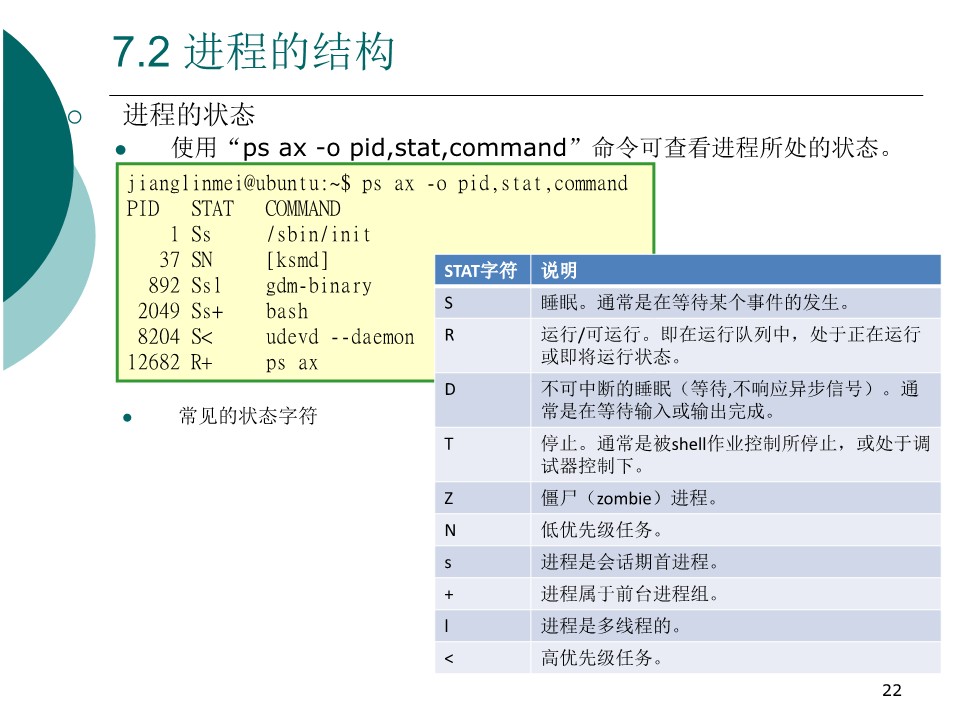 7.2 进程的结构
进程的状态
使用“ps ax -o pid,stat,command”命令可查看进程所处的状态。
jianglinmei@ubuntu:~$ ps ax -o pid,stat,command
PID STAT COMMAND
1 Ss /sbin/init
37 SN [ksmd]
892 Ssl gdm-binary
2049 Ss+ bash
8204 S< udevd --daemon
12682 R+ ps ax
常见的状态字符
STAT字符 说明
S 睡眠。通常是在等待某个事件的发生。
R 运行/可运行。即在运行队列中，处于正在运行
或即将运行状态。
D 不可中断的睡眠（等待,不响应异步信号）。通
常是在等待输入或输出完成。
T 停止。通常是被shell作业控制所停止，或处于调
试器控制下。
Z 僵尸（zombie）进程。
N 低优先级任务。
s 进程是会话期首进程。
+ 进程属于前台进程组。
l 进程是多线程的。
< 高优先级任务。
22